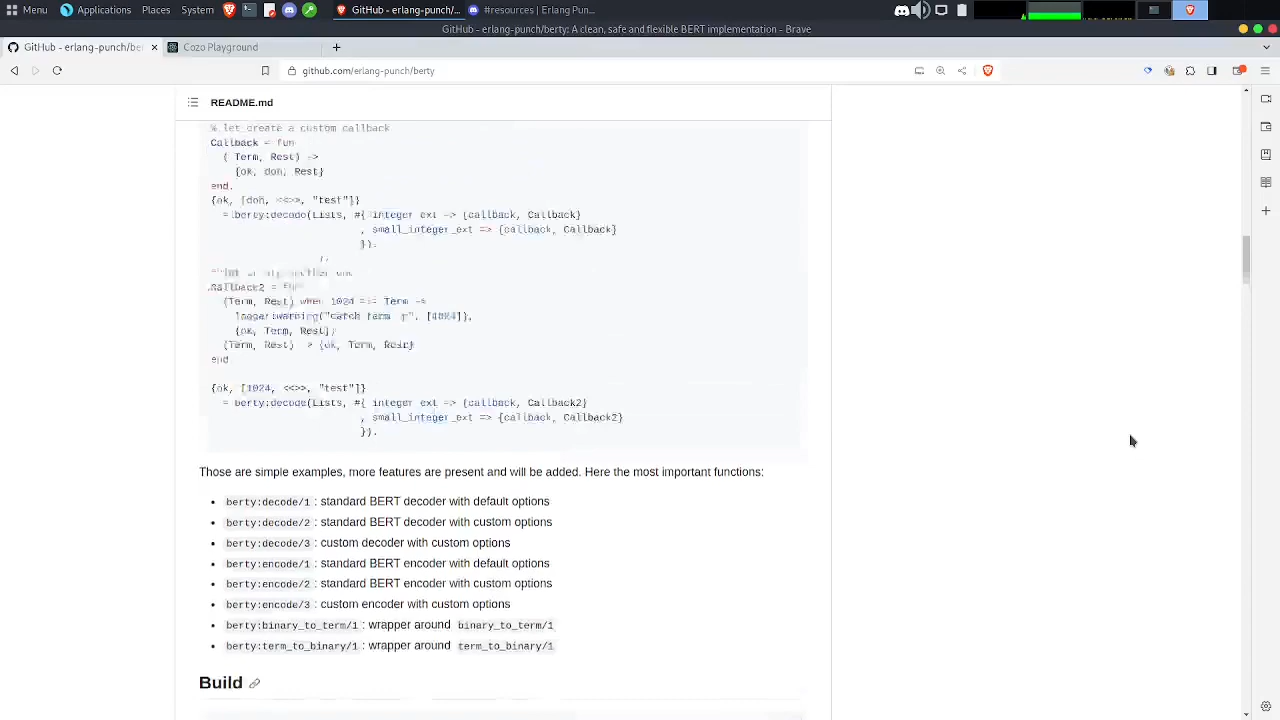 Menu Applications Places System GitHub - erlang-punch/... #resources | Erlang Pun...
GitHub - erlang-punch/berty: A clean, safe and flexible BERT implementation - Brave
GitHub - erlang-punch/be Cozo Playground
github.com/erlang-punch/berty
README.md
% let create a custom callback
Callback = fun
( Term, Rest) ->
{ok, doh, Rest}
end.
{ok, [doh, <<>>, "test"]}
= berty:decode(Lists, #{ integer_ext => {callback, Callback}
, small_integer_ext => {callback, Callback}
}).
Callback2 = fun
(Term, Rest) when 1024 =:= Term ->
{ok, Term, Rest};
(Term, Rest) -> {ok, Term, Rest}
end
{ok, [1024, <<>>, "test"]}
= berty:decode(Lists, #{ integer_ext => {callback, Callback2}
, small_integer_ext => {callback, Callback2}
}).
Those are simple examples, more features are present and will be added. Here the most important functions:
berty:decode/1 : standard BERT decoder with default options
berty:decode/2 : standard BERT decoder with custom options
berty:decode/3 : custom decoder with custom options
berty:encode/1 : standard BERT encoder with default options
berty:encode/2 : standard BERT encoder with custom options
berty:encode/3 : custom encoder with custom options
berty:binary_to_term/1 : wrapper around binary_to_term/1
berty:term_to_binary/1 : wrapper around term_to_binary/1
Build